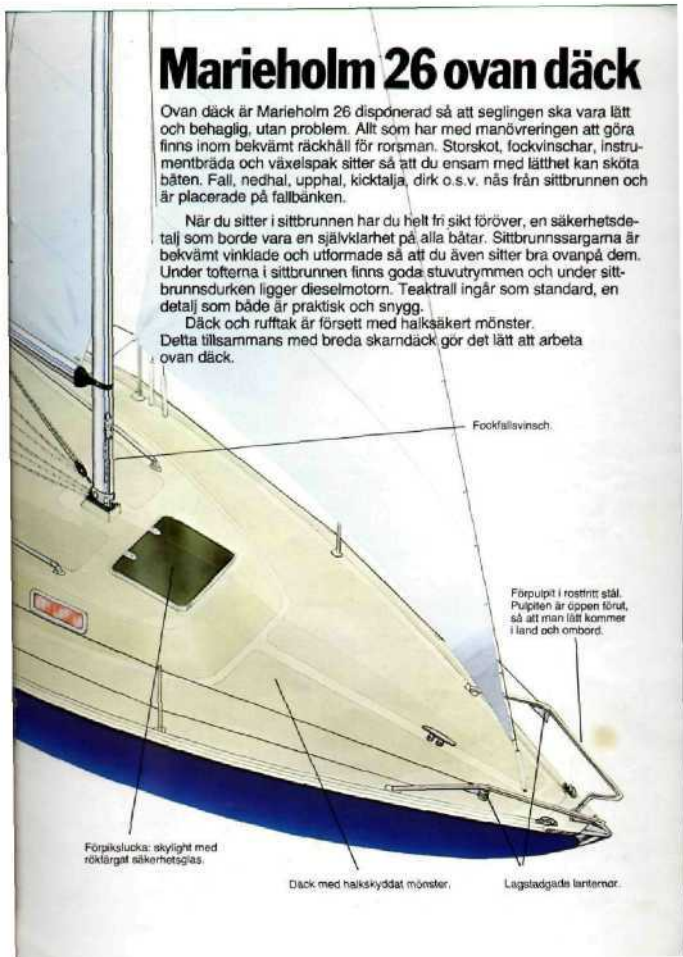 Marieholm 26 ovan däck
Ovan däck är Marieholm 26 disponerad så att seglingen ska vara lätt
och behaglig, utan problem. Allt som har med manövreringen att göra
finns inom bekvämt räckhåll för rorsman. Storskot, fockvinschar, instru-
mentbräda och växelspak sitter så att du ensam med lätthet kan sköta
båten. Fall, nedhal, upphal, kicktalja, dirk o.s.v. nås från sittbrunnen och
är placerade på fallbänken.
När du sitter i sittbrunnen har du helt fri sikt föröver, en säkerhetsde-
talj som borde vara en självklarhet på alla båtar. Sittbrunnssargarna är
bekvämt vinklade och utformade så att du även sitter bra ovanpå dem.
Under tofterna i sittbrunnen finns goda stuvutrymmen och under sitt-
brunnsdurken ligger dieselmotorn. Teaktrall ingår som standard, en
detalj som både är praktisk och snygg.
Däck och rufftak är försett med halksäkert mönster.
Detta tillsammans med breda skarndäck gör det lätt att arbeta
ovan däck.
Fockfallsvinsch.
Förpulpit i rostfritt stål.
Pulpiten är öppen förut,
så att man lätt kommer
i land och ombord.
Förpikslucka: skylight med
rökfärgat säkerhetsglas.
Däck med halkskyddat mönster.
Lagstadgade lanternor.